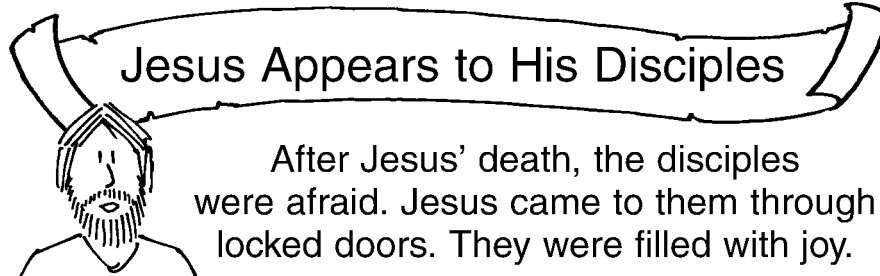 Jesus Appears to His Disciples
After Jesus’ death, the disciples
were afraid. Jesus came to them through
locked doors. They were filled with joy.